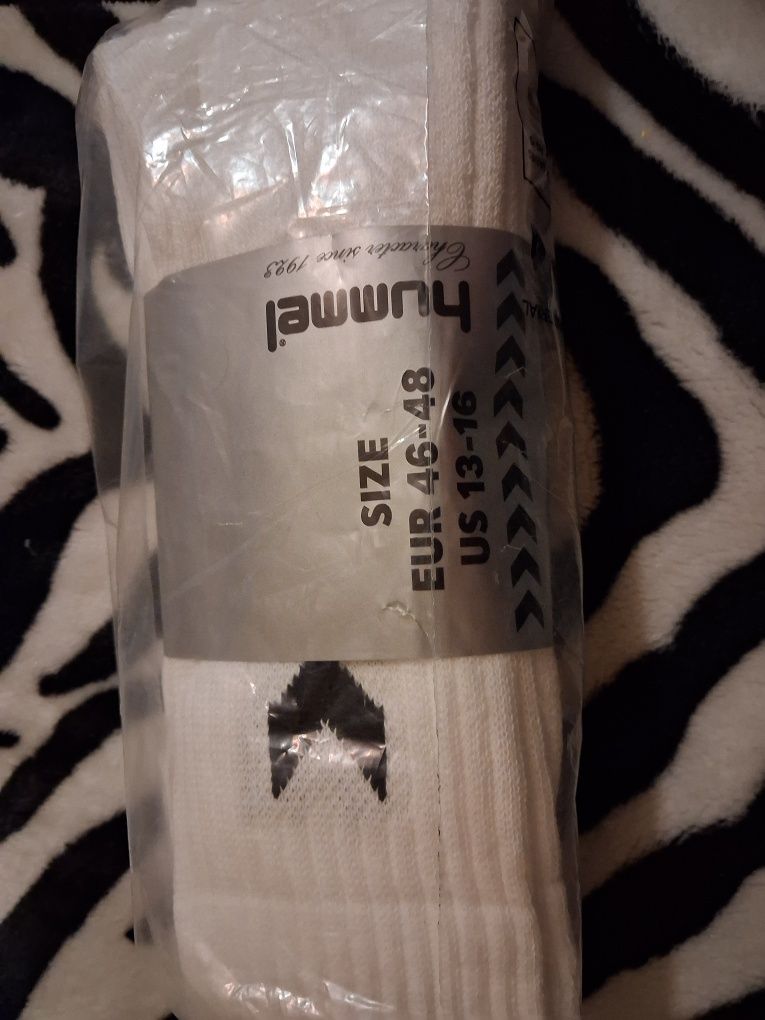 Character since 1923
hummel®
SIZE
EUR 46-48
US 13-16